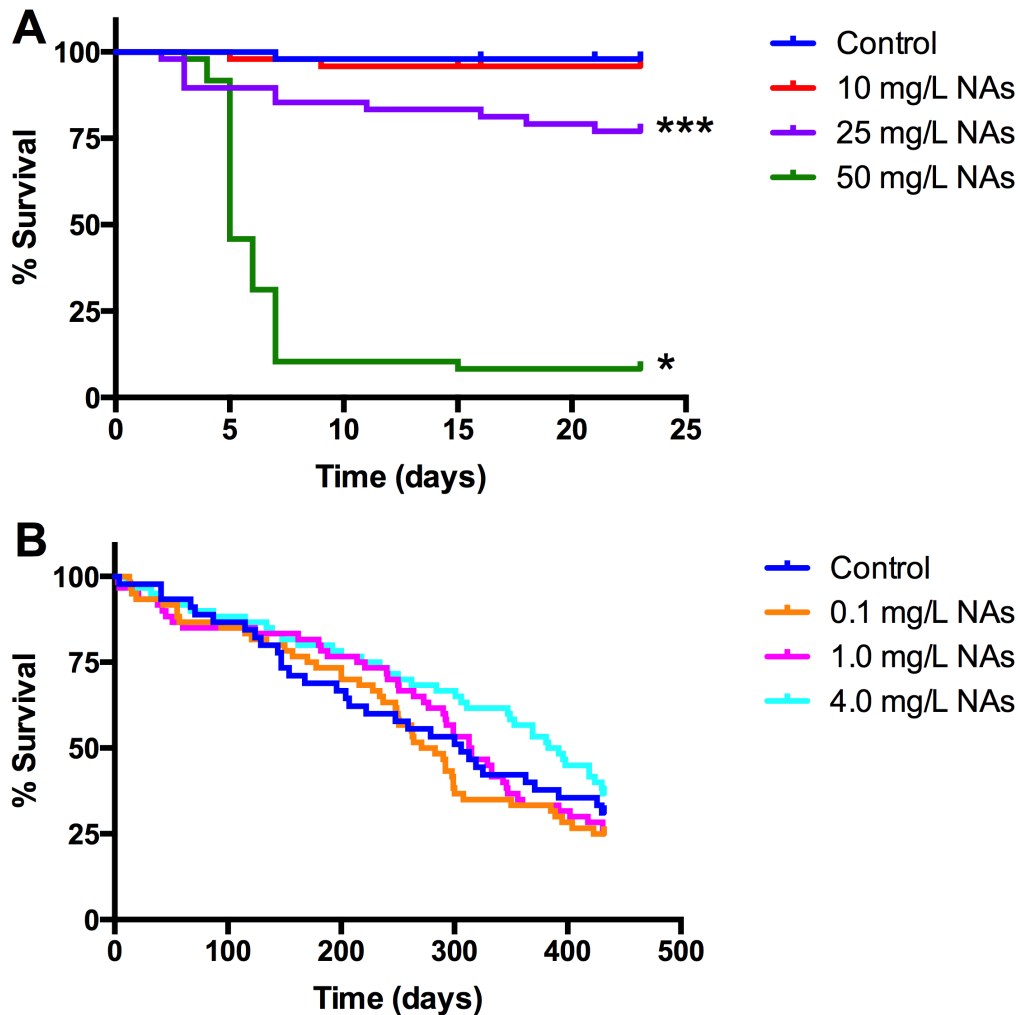 A
100
75
50
25
0
% Survival
0 5 10 15 20 25
Time (days)
***
*
Control
10 mg/L NAs
25 mg/L NAs
50 mg/L NAs
B
100
75
50
25
0
% Survival
0 100 200 300 400 500
Time (days)
Control
0.1 mg/L NAs
1.0 mg/L NAs
4.0 mg/L NAs